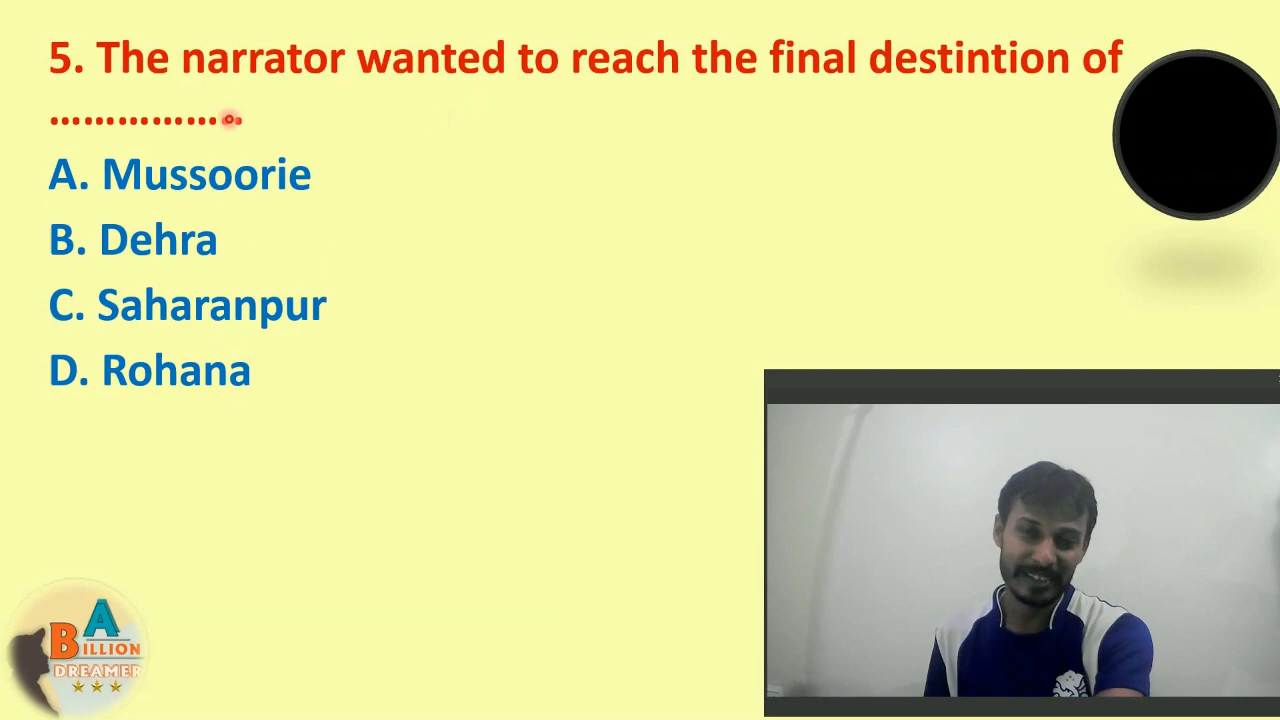 5. The narrator wanted to reach the final destintion of
………………
A. Mussoorie
B. Dehra
C. Saharanpur
D. Rohana
A
BILLION
DREAMER